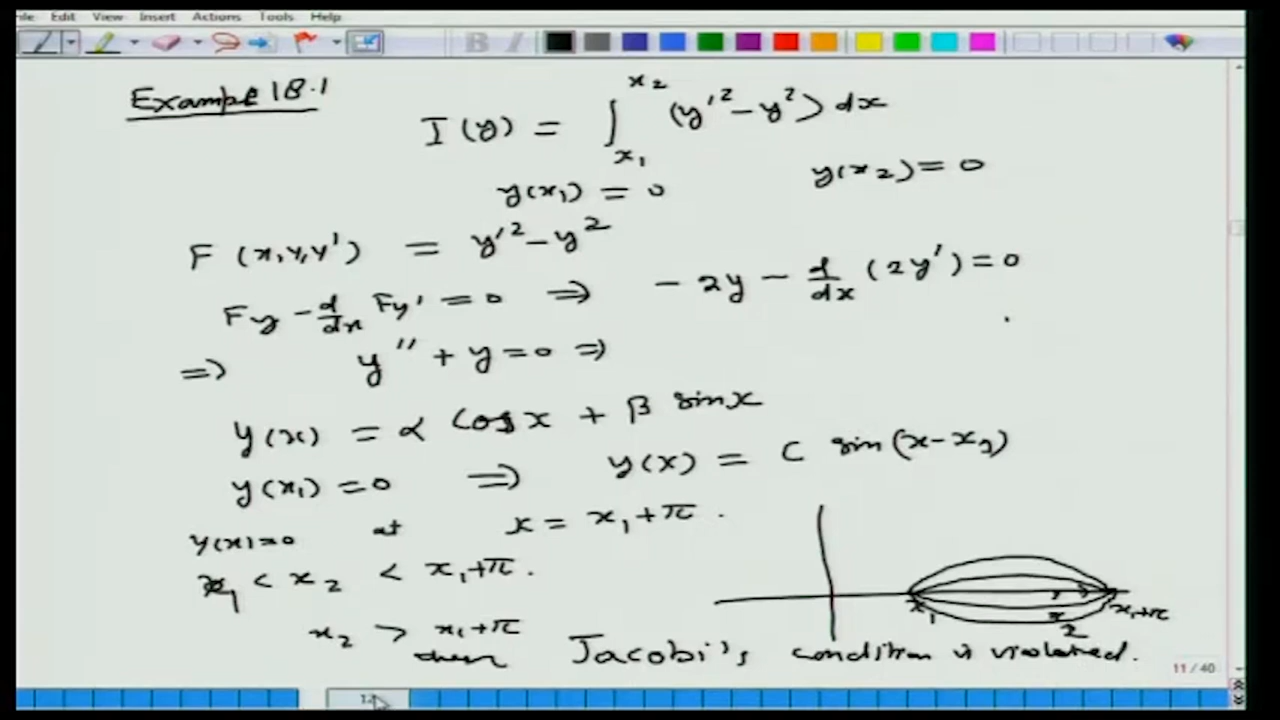 File Edit View Insert Actions Tools Help
B I
Example 18.1
I(y) = ∫_{x_1}^{x_2} (y'^2 - y^2) dx
y(x_1) = 0 y(x_2) = 0
F(x, y, y') = y'^2 - y^2
F_y - d/dx F_y' = 0 ⇒ -2y - d/dx (2y') = 0
⇒ y'' + y = 0 ⇒
y(x) = α cos x + β sin x
y(x_1) = 0 ⇒ y(x) = C sin(x - x_1)
y(x) = 0 at x = x_1 + π.
x_1 < x_2 < x_1 + π.
x_1 x_2 x_1+π
x_2 > x_1 + π
then Jacobi's condition is violated.
11 / 40
12